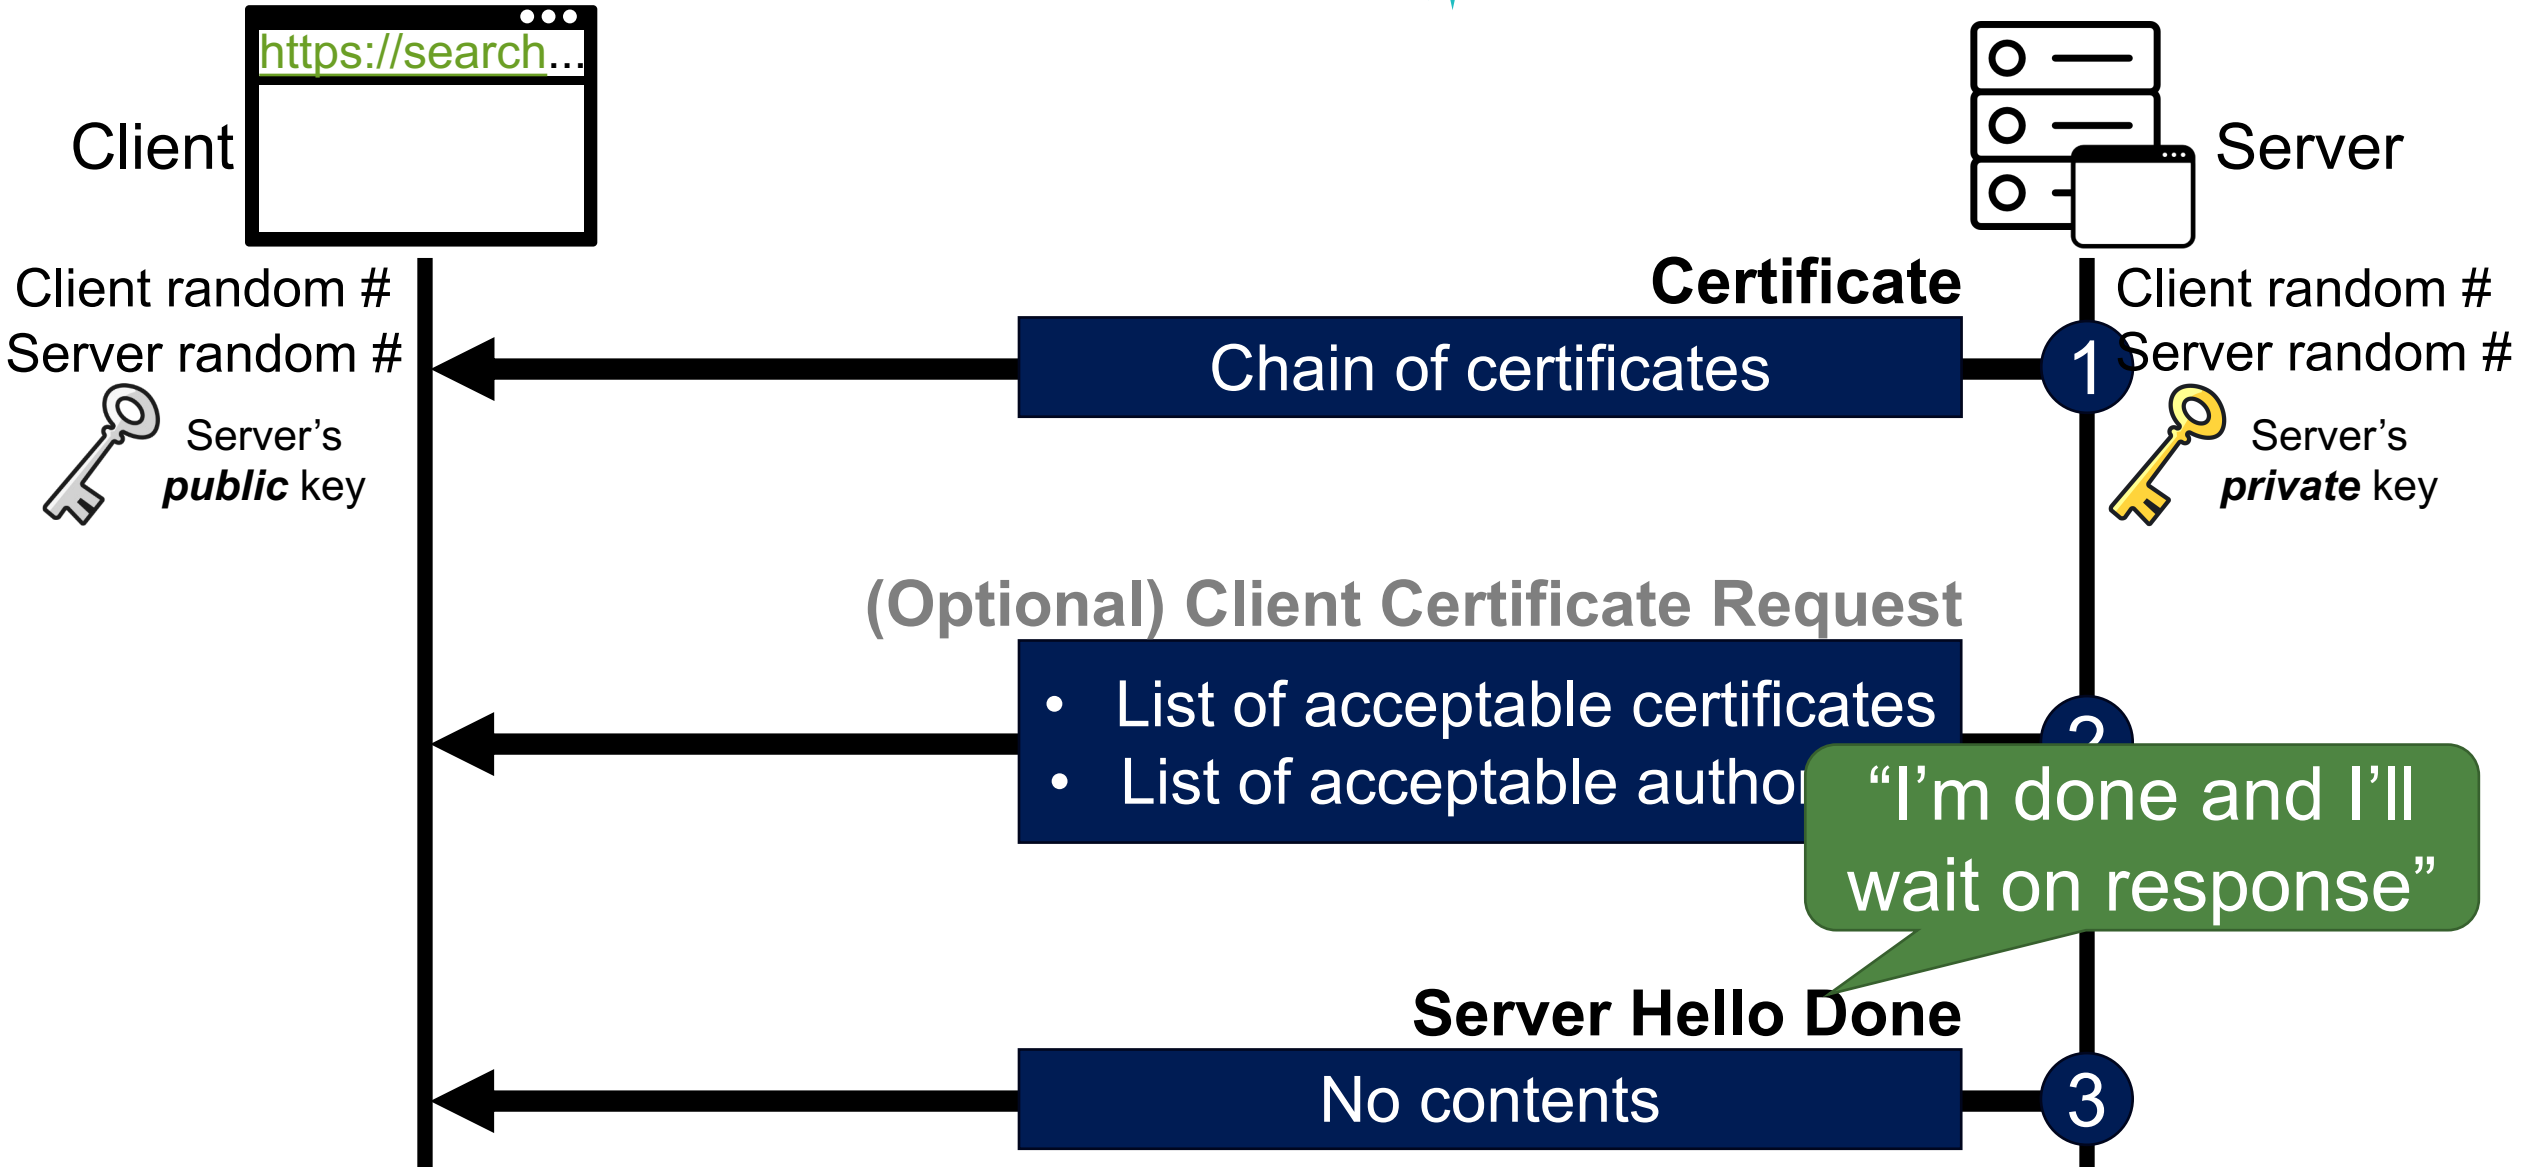 https://search...
Client
Server
Client random #
Server random #
Server’s
public key
Certificate
Chain of certificates
1
Client random #
Server random #
Server’s
private key
(Optional) Client Certificate Request
• List of acceptable certificates
• List of acceptable
2
“I’m done and I’ll
wait on response”
Server Hello Done
No contents
3